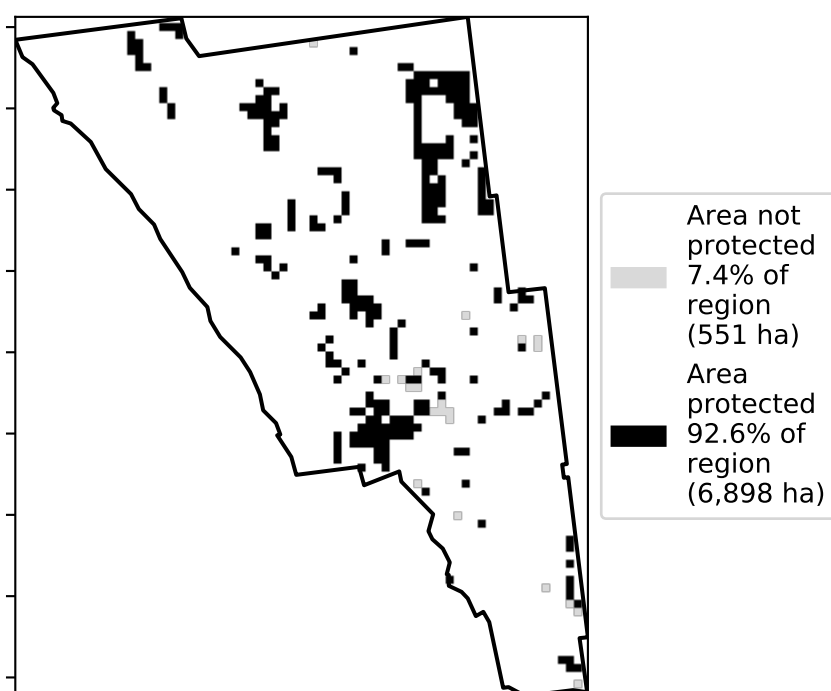 Area not
protected
7.4% of
region
(551 ha)
Area
protected
92.6% of
region
(6,898 ha)